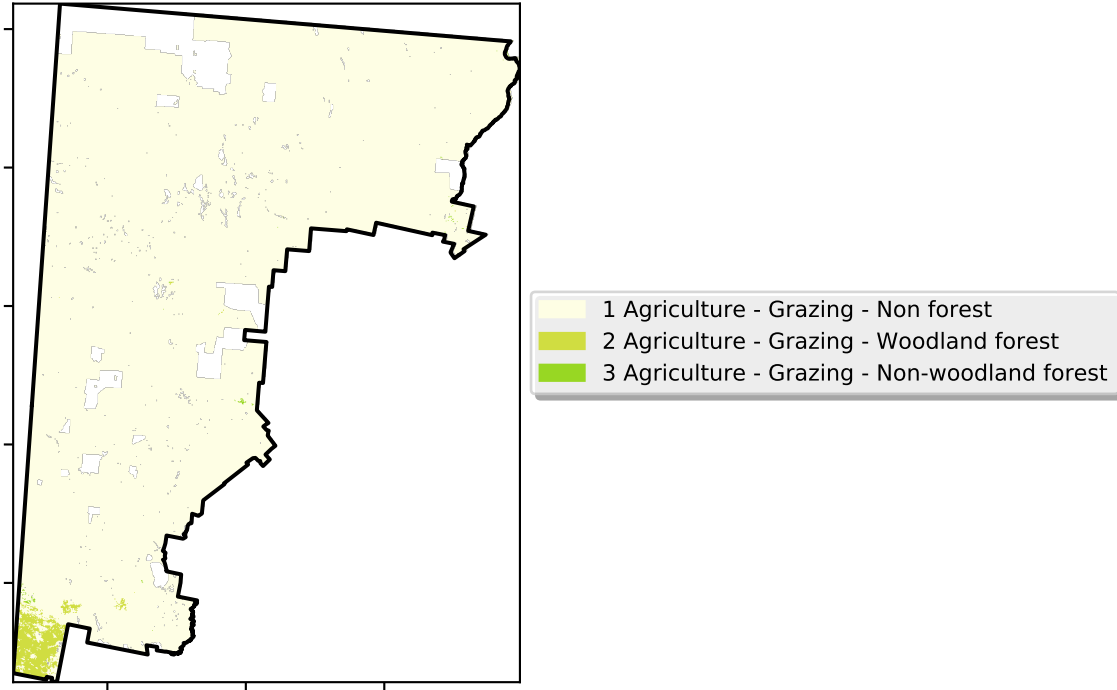 1 Agriculture - Grazing - Non forest
2 Agriculture - Grazing - Woodland forest
3 Agriculture - Grazing - Non-woodland forest